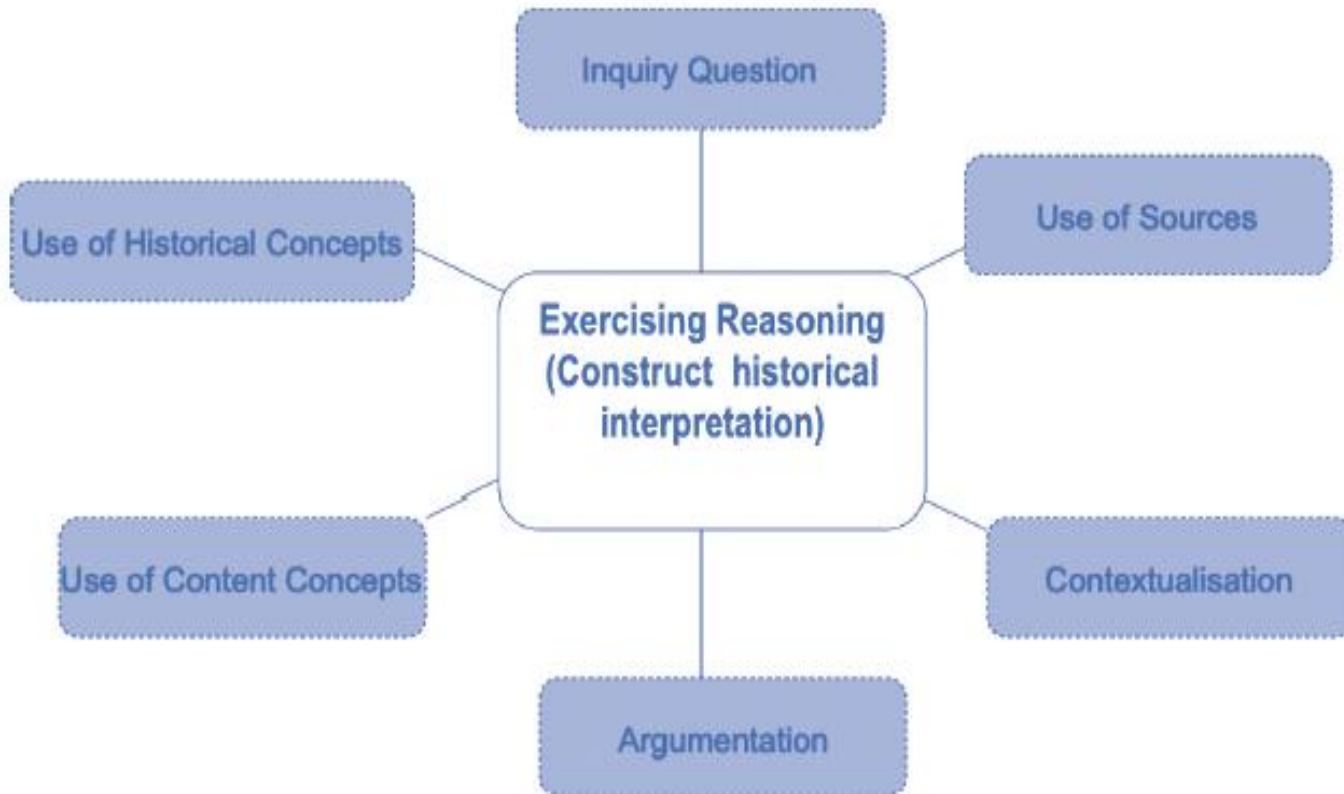 Inquiry Question
Use of Historical Concepts
Use of Sources
Exercising Reasoning
(Construct historical
interpretation)
Use of Content Concepts
Contextualisation
Argumentation